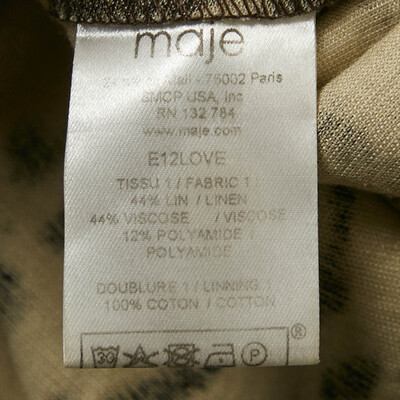 maje
75002 Paris
SMCP USA, Inc
RN 132 784
www.maje.com
E12LOVE
TISSU 1 / FABRIC 1
44% LIN / LINEN
44% VISCOSE / VISCOSE
12% POLYAMIDE /
POLYAMIDE
DOUBLURE 1 / LINNING 1
100% COTON / COTTON
®
30 P